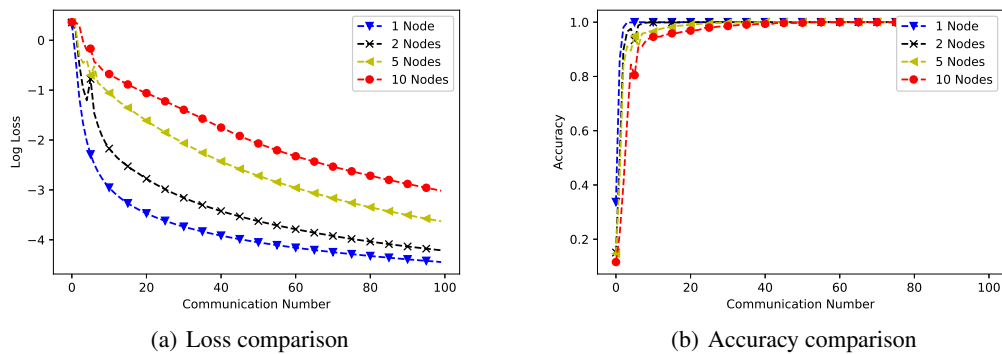 0
−1
−2
−3
−4
Log Loss
0
20
40
60
80
100
Communication Number
1 Node
2 Nodes
5 Nodes
10 Nodes
(a) Loss comparison
1.0
0.8
0.6
0.4
0.2
Accuracy
0
20
40
60
80
100
Communication Number
1 Node
2 Nodes
5 Nodes
10 Nodes
(b) Accuracy comparison